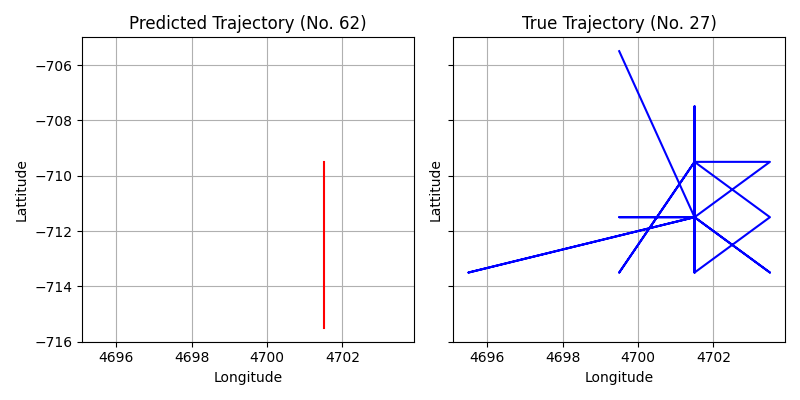 Predicted Trajectory (No. 62)
True Trajectory (No. 27)
−706
−708
−710
−712
−714
−716
Lattitude
Lattitude
4696
4698
4700
4702
4696
4698
4700
4702
Longitude
Longitude